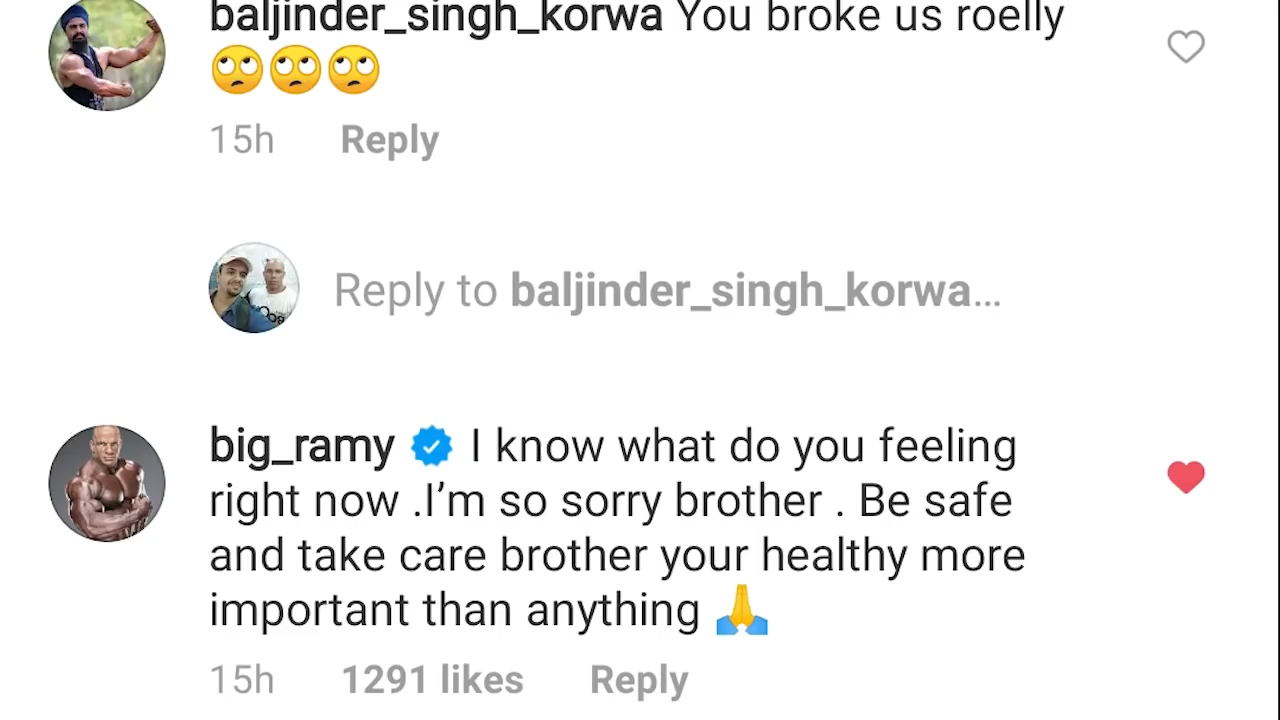 baljinder_singh_korwa You broke us roelly
🙄🙄🙄
15h Reply
Reply to baljinder_singh_korwa...
big_ramy I know what do you feeling
right now .I’m so sorry brother . Be safe
and take care brother your healthy more
important than anything 🙏
15h 1291 likes Reply